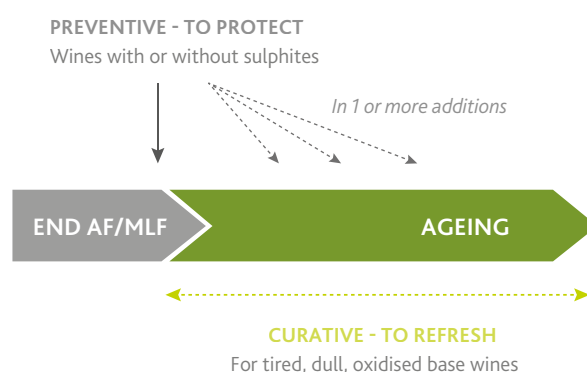 PREVENTIVE - TO PROTECT
Wines with or without sulphites
In 1 or more additions
END AF/MLF
AGEING
CURATIVE - TO REFRESH
For tired, dull, oxidised base wines